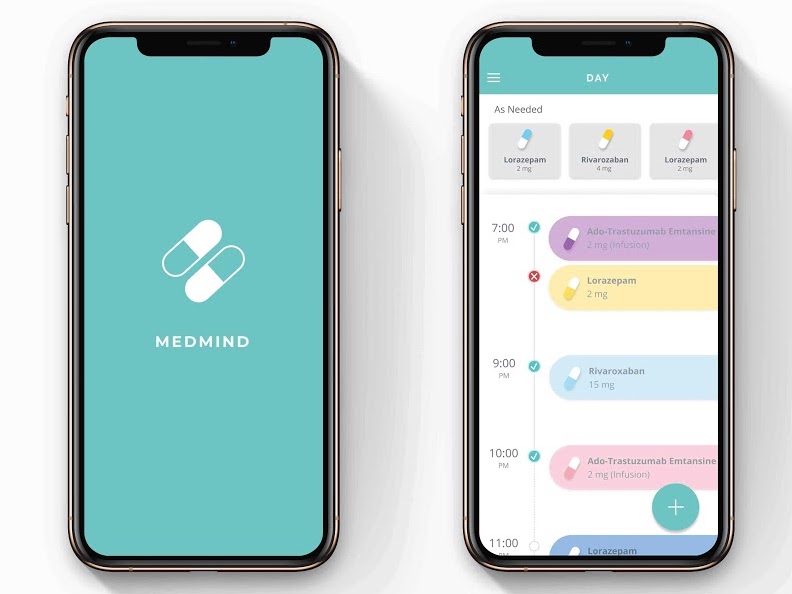 MEDMIND
DAY
As Needed
Lorazepam
2 mg
Rivarozaban
4 mg
Lorazepam
2 mg
7:00
PM
Ado-Trastuzumab Emtansine
2 mg (Infusion)
Lorazepam
2 mg
9:00
PM
Rivaroxaban
15 mg
10:00
PM
Ado-Trastuzumab Emtansine
2 mg (Infusion)
11:00
PM
Lorazepam